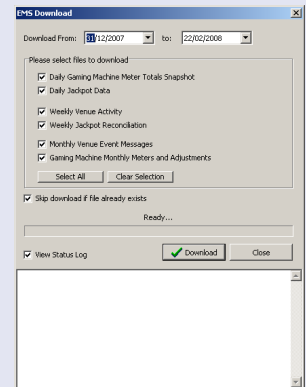 EMS Download
Download From: 31/12/2007 to: 22/02/2008
Please select files to download
Daily Gaming Machine Meter Totals Snapshot
Daily Jackpot Data
Weekly Venue Activity
Weekly Jackpot Reconciliation
Monthly Venue Event Messages
Gaming Machine Monthly Meters and Adjustments
Select All Clear Selection
Skip download if file already exists
Ready...
View Status Log Download Close